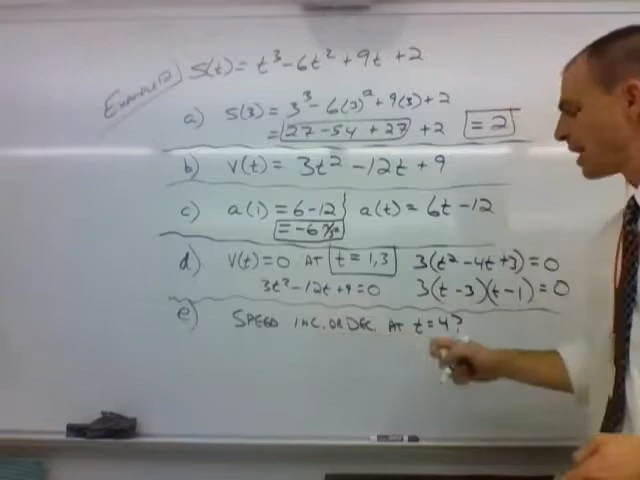 EXAMPLE 12) S(t) = t³ - 6t² + 9t + 2
a) S(3) = 3³ - 6(3)² + 9(3) + 2
= 27 - 54 + 27 + 2 = 2
b) V(t) = 3t² - 12t + 9
c) a(1) = 6 - 12 } a(t) = 6t - 12
= -6
d) V(t) = 0 AT t = 1,3 3(t² - 4t + 3) = 0
3t² - 12t + 9 = 0 3(t - 3)(t - 1) = 0
e) SPEED INC. OR DEC. AT t = 4?